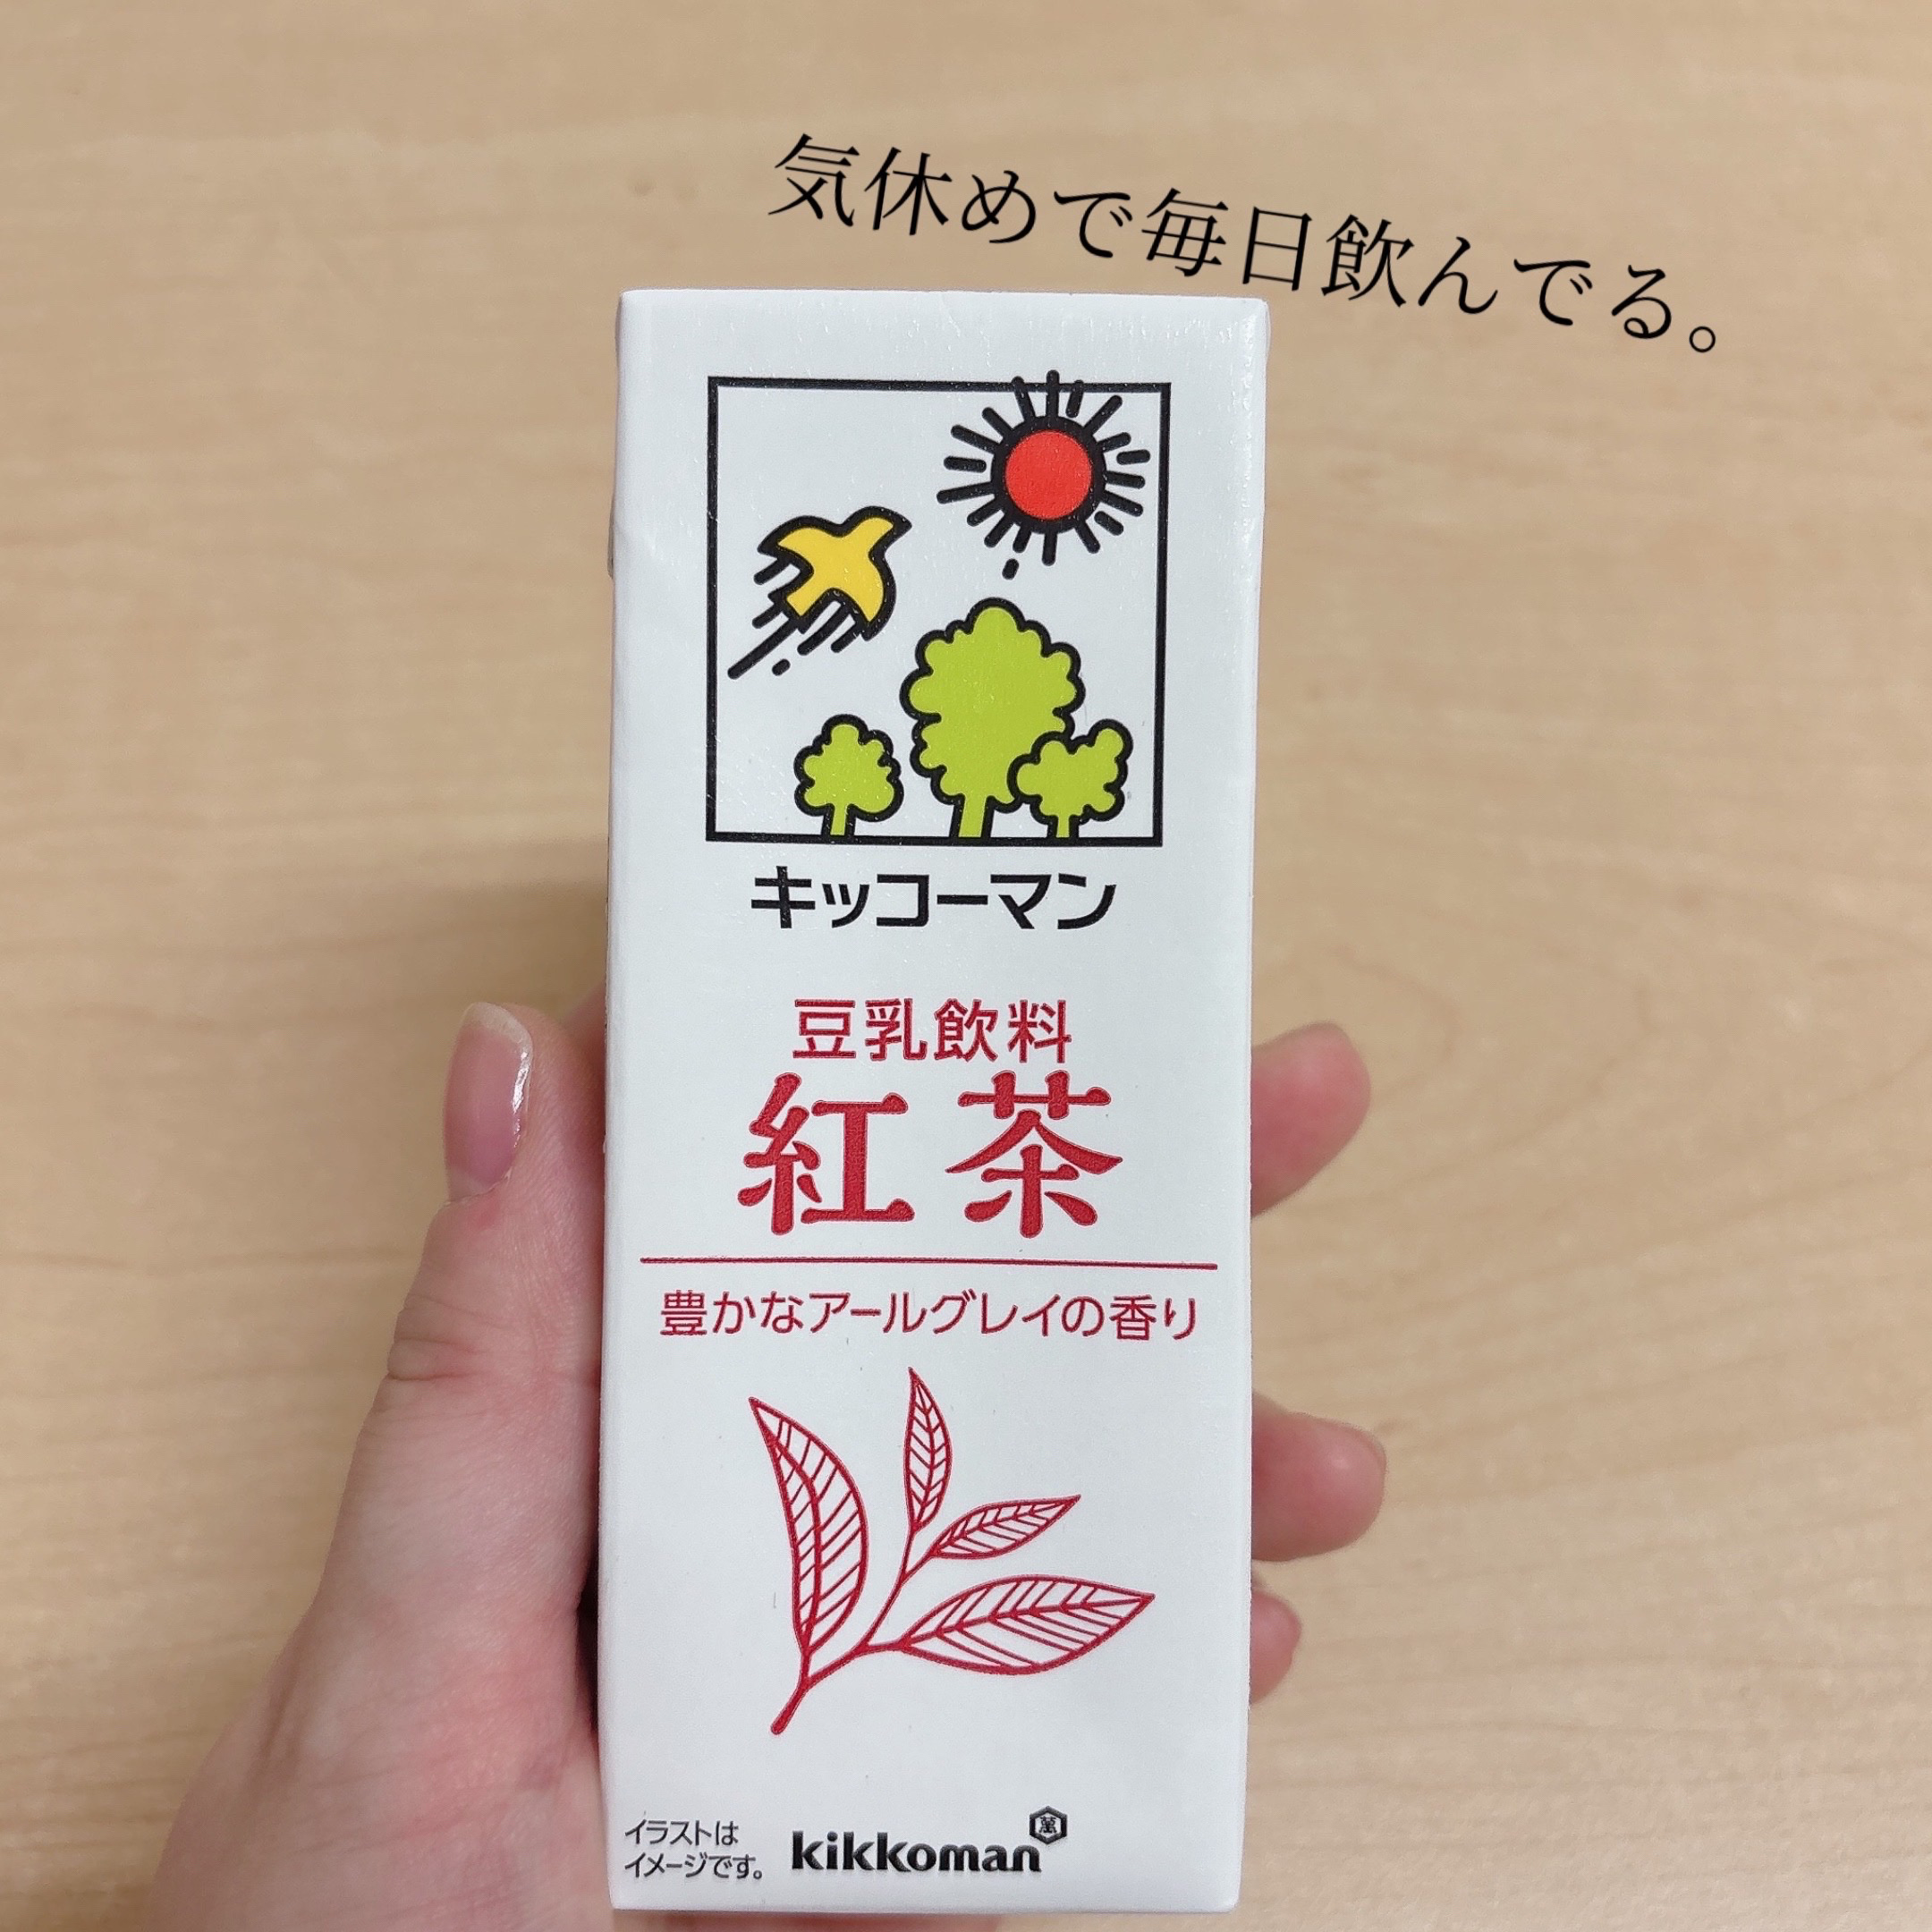 気休めで毎日飲んでる。
キッコーマン
豆乳飲料
紅茶
豊かなアールグレイの香り
イラストは
イメージです。
kikkoman
萬